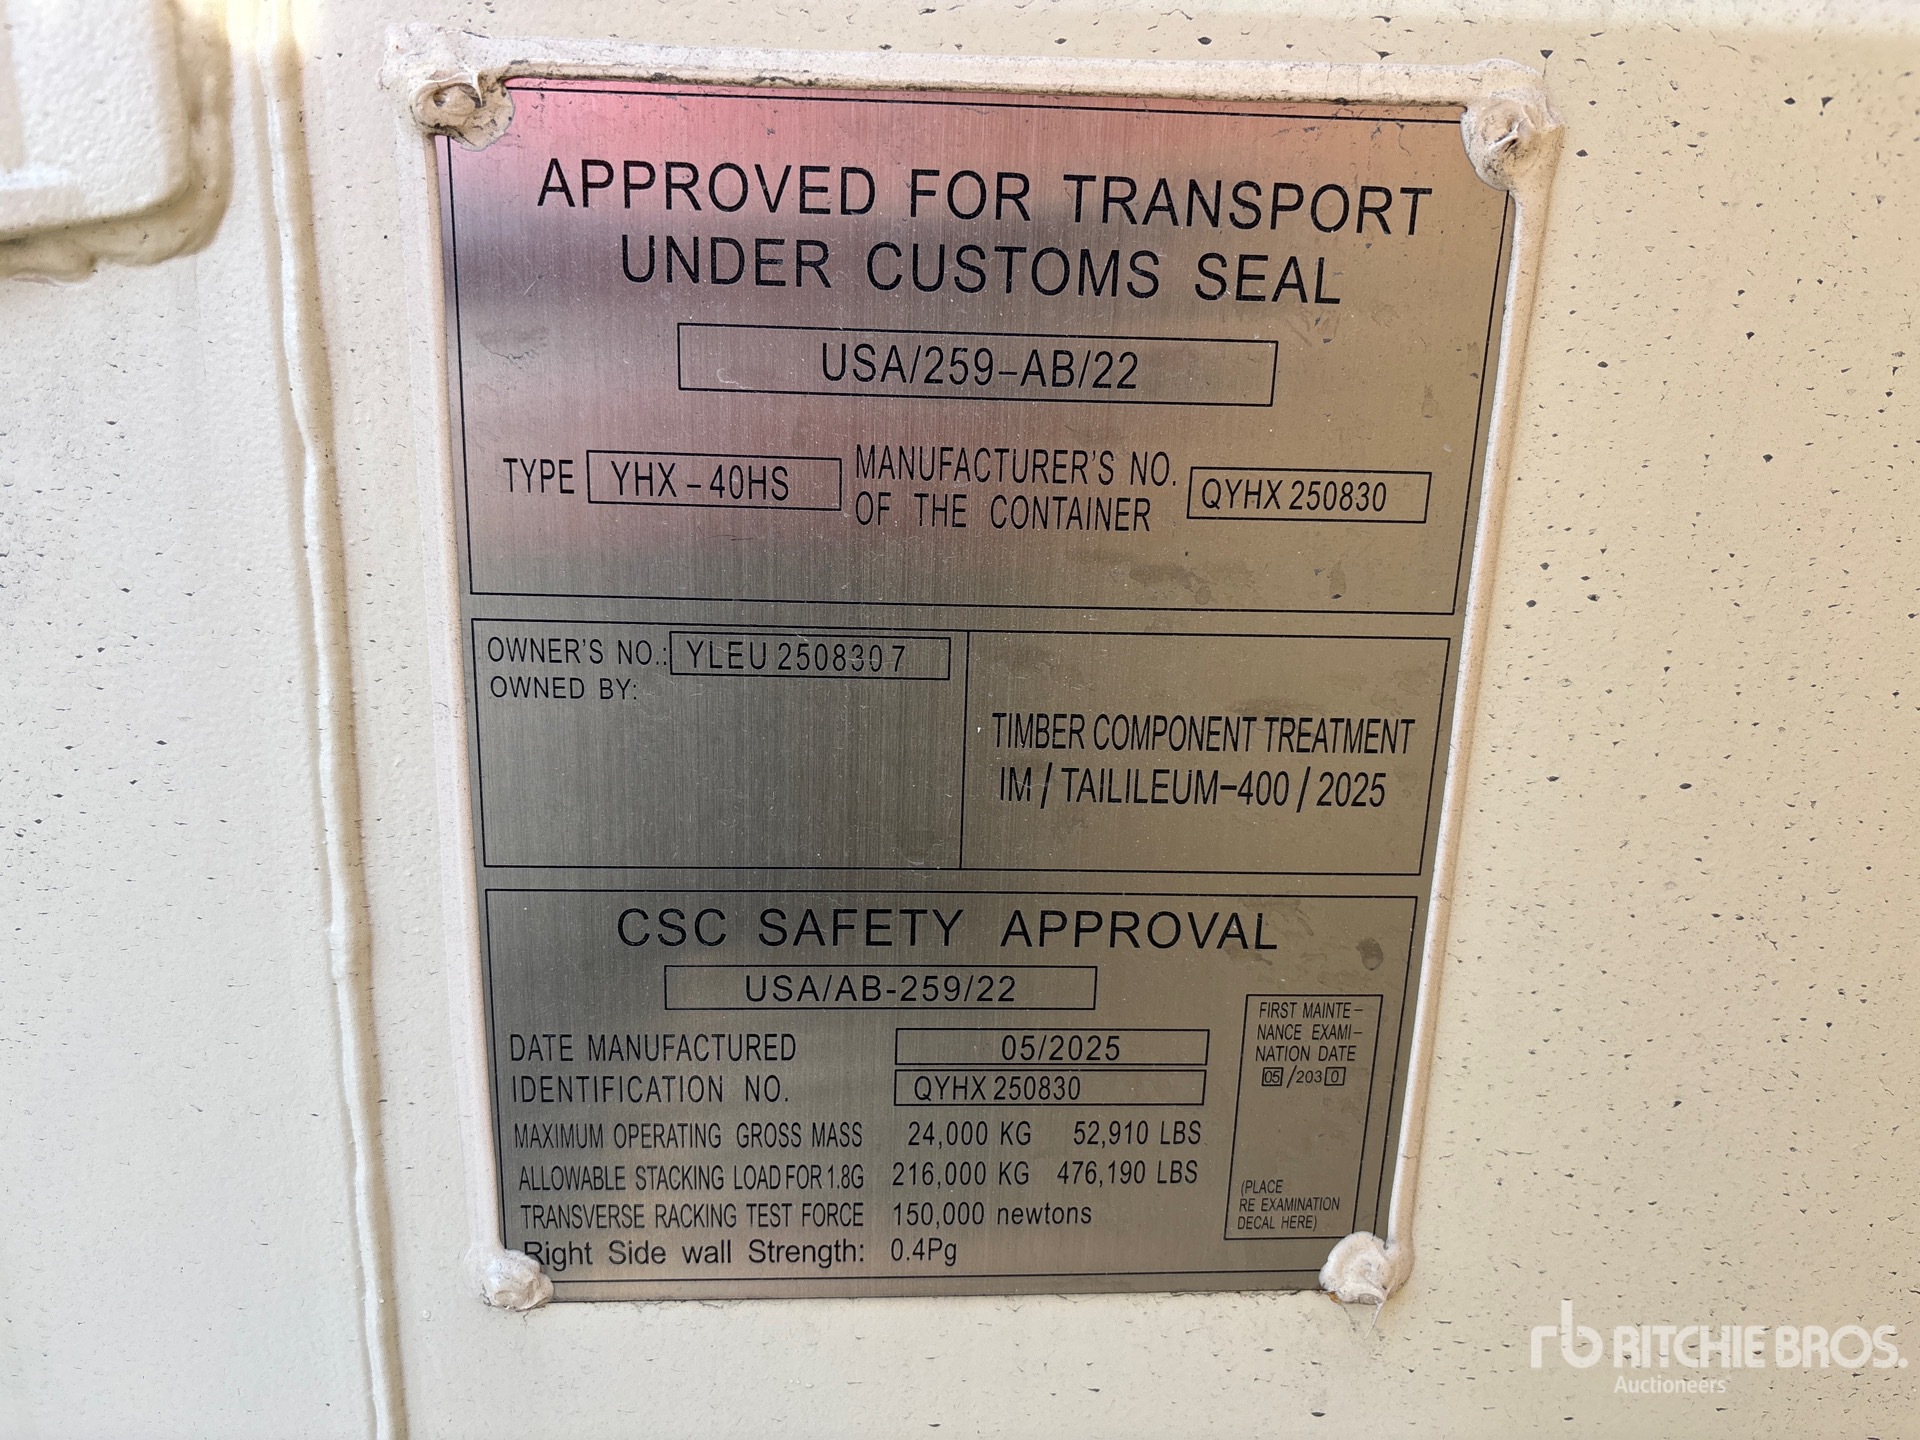 APPROVED FOR TRANSPORT
UNDER CUSTOMS SEAL
USA/259-AB/22
TYPE YHX-40HS MANUFACTURER'S NO. OF THE CONTAINER QYHX 250830
OWNER'S NO.: YLEU 250830 7
OWNED BY:
TIMBER COMPONENT TREATMENT
IM / TAILILEUM-400 / 2025
CSC SAFETY APPROVAL
USA/AB-259/22
DATE MANUFACTURED 05/2025
IDENTIFICATION NO. QYHX 250830
MAXIMUM OPERATING GROSS MASS 24,000 KG 52,910 LBS
ALLOWABLE STACKING LOAD FOR 1.8G 216,000 KG 476,190 LBS
TRANSVERSE RACKING TEST FORCE 150,000 newtons
Right Side wall Strength: 0.4Pg
FIRST MAINTE-
NANCE EXAMI-
NATION DATE
05/2030
(PLACE
RE EXAMINATION
DECAL HERE)
rb RITCHIE BROS.
Auctioneers